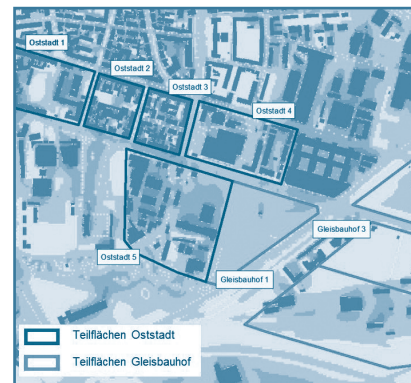 Oststadt 1
Oststadt 2
Oststadt 3
Oststadt 4
Oststadt 5
Gleisbauhof 3
Gleisbauhof 1
Teilflächen Oststadt
Teilflächen Gleisbauhof